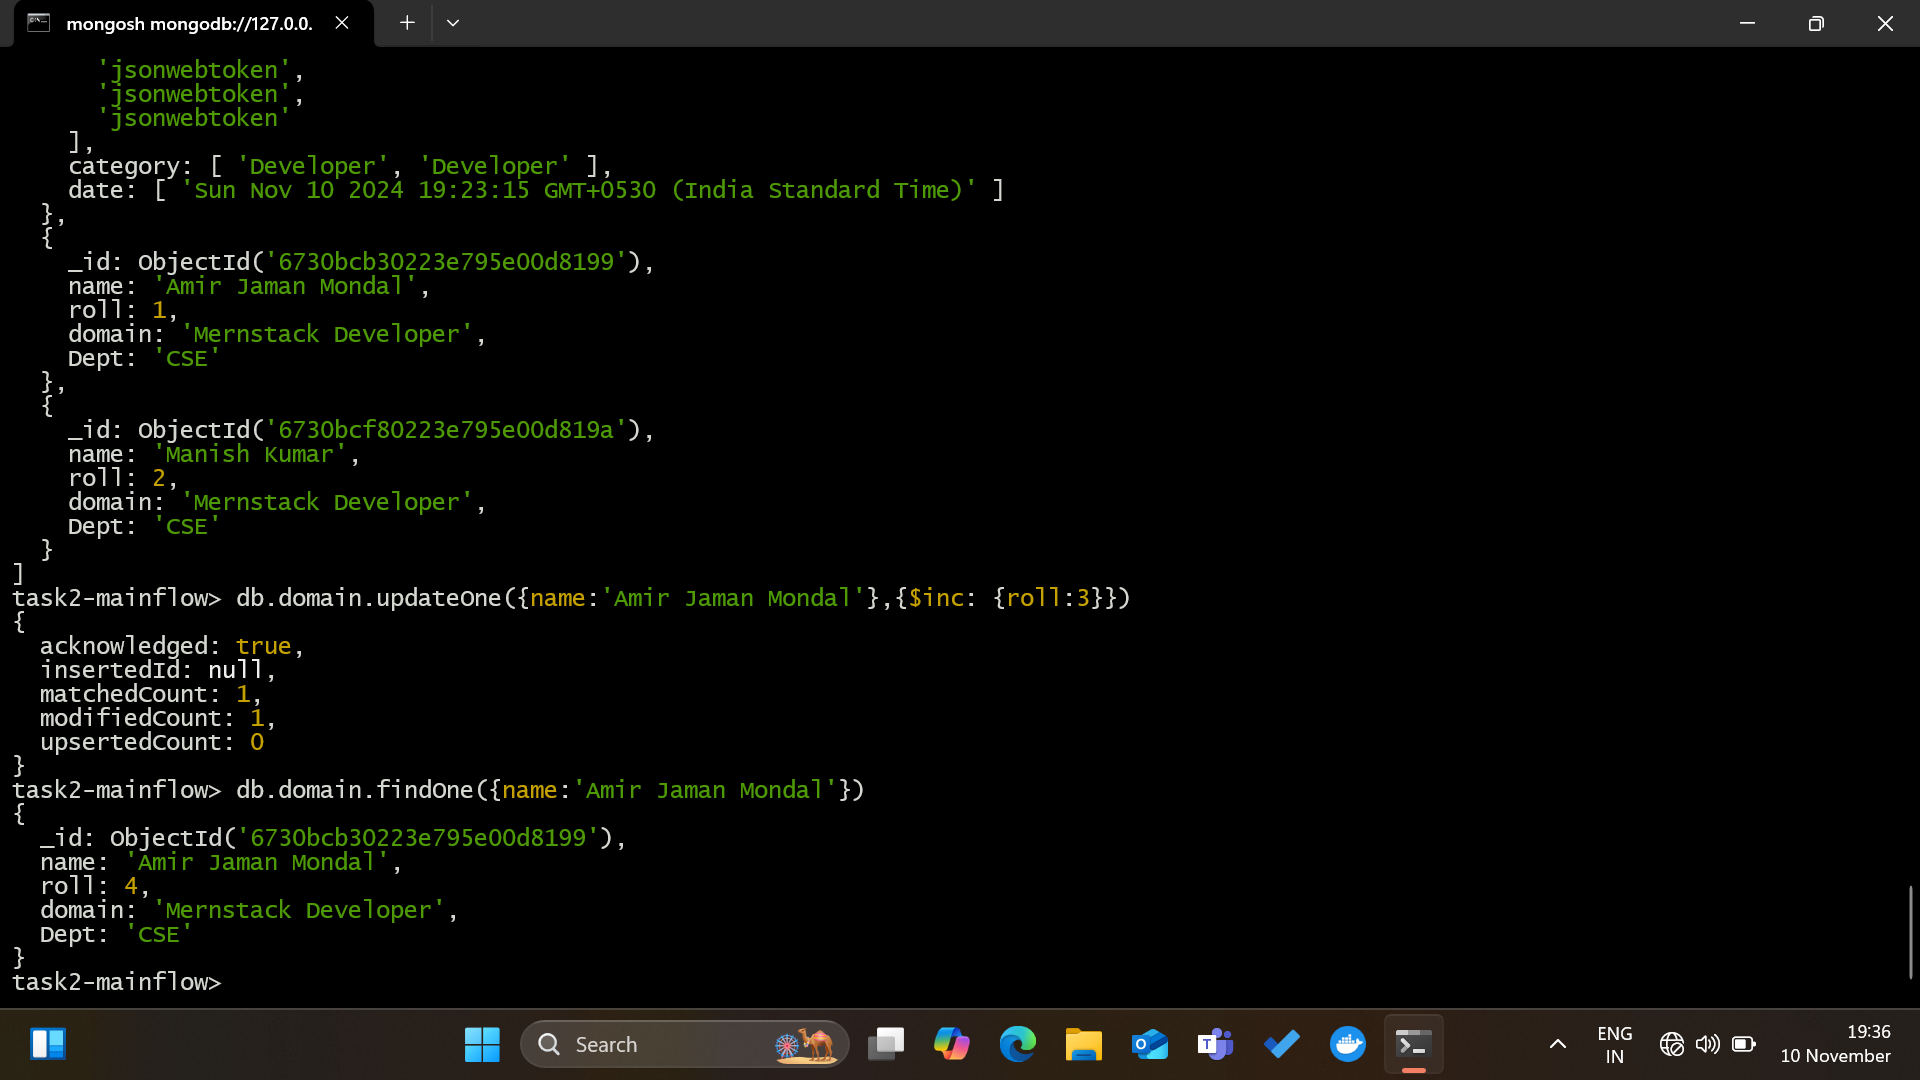 mongosh mongodb://127.0.0.
'jsonwebtoken',
'jsonwebtoken',
'jsonwebtoken'
],
category: [ 'Developer', 'Developer' ],
date: [ 'Sun Nov 10 2024 19:23:15 GMT+0530 (India Standard Time)' ]
},
{
_id: ObjectId('6730bcb30223e795e00d8199'),
name: 'Amir Jaman Mondal',
roll: 1,
domain: 'Mernstack Developer',
Dept: 'CSE'
},
{
_id: ObjectId('6730bcf80223e795e00d819a'),
name: 'Manish Kumar',
roll: 2,
domain: 'Mernstack Developer',
Dept: 'CSE'
}
]
task2-mainflow> db.domain.updateOne({name:'Amir Jaman Mondal'},{$inc: {roll:3}})
{
acknowledged: true,
insertedId: null,
matchedCount: 1,
modifiedCount: 1,
upsertedCount: 0
}
task2-mainflow> db.domain.findOne({name:'Amir Jaman Mondal'})
{
_id: ObjectId('6730bcb30223e795e00d8199'),
name: 'Amir Jaman Mondal',
roll: 4,
domain: 'Mernstack Developer',
Dept: 'CSE'
}
task2-mainflow>
Search
ENG
IN
19:36
10 November